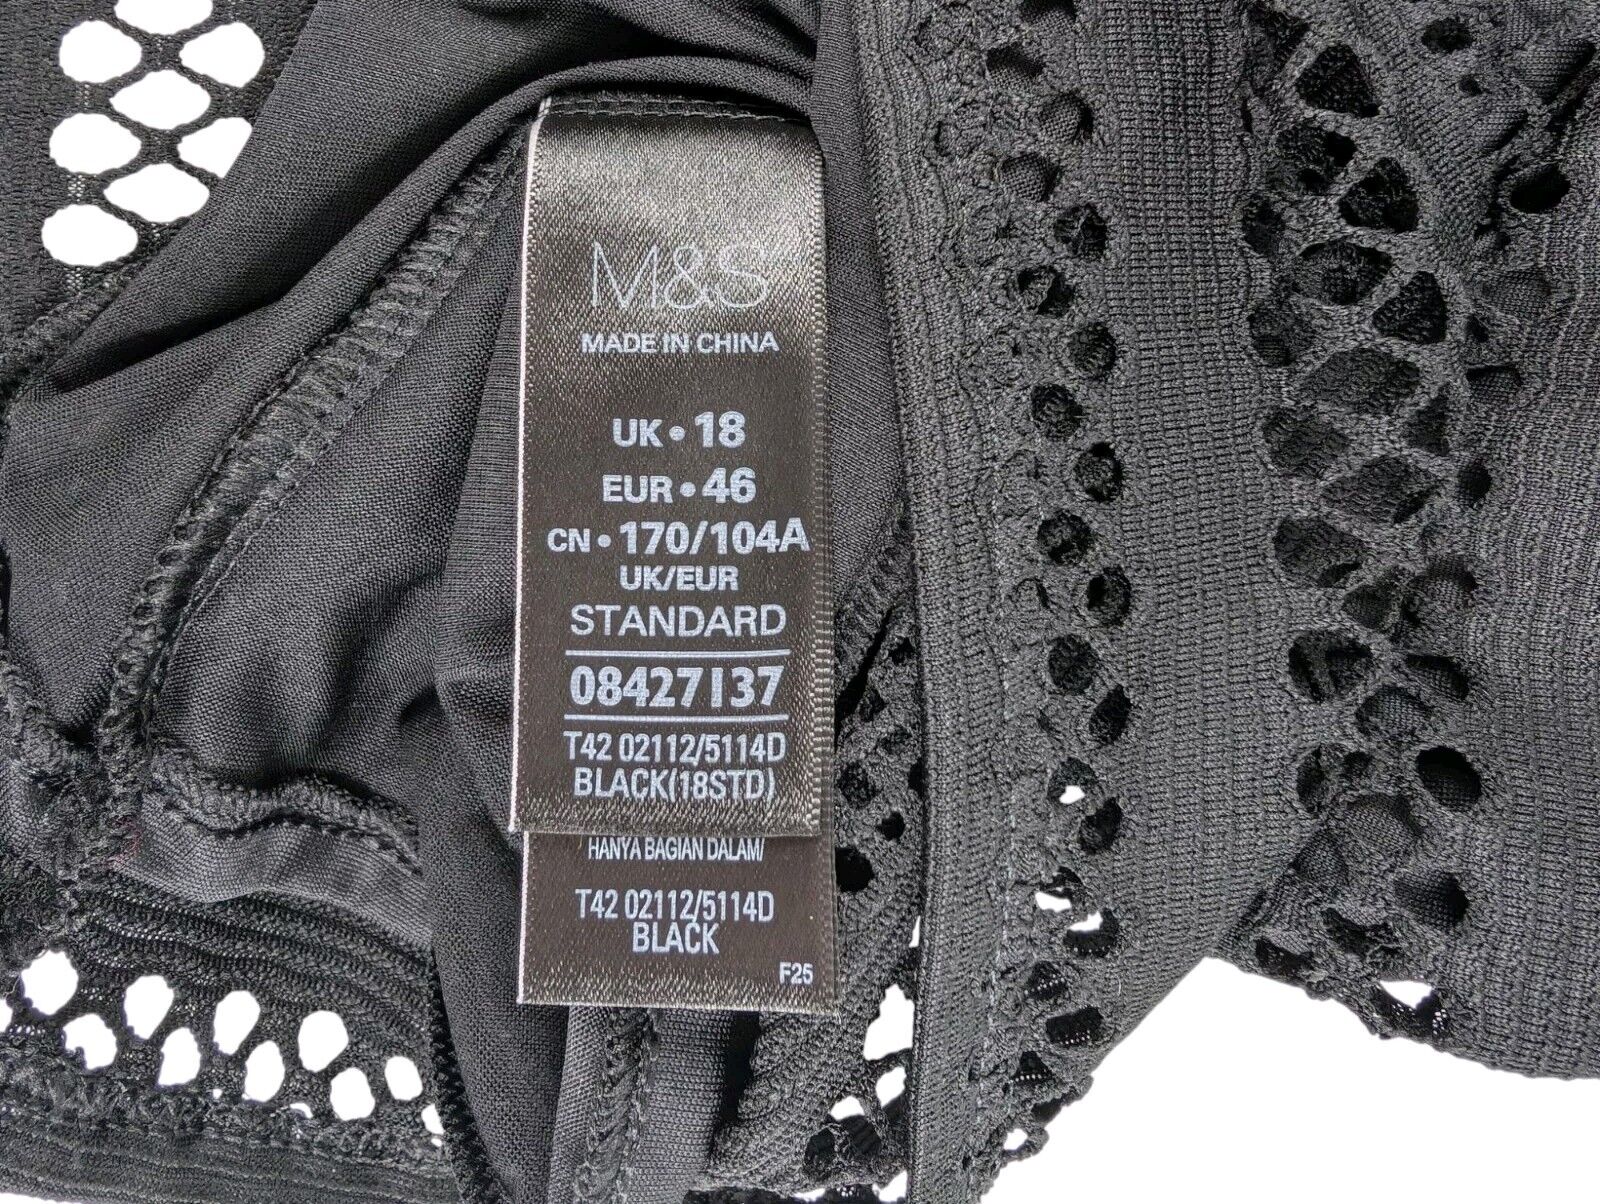 M&S
MADE IN CHINA
UK • 18
EUR • 46
CN • 170/104A
UK/EUR
STANDARD
08427137
T42 02112/5114D
BLACK(18STD)
HANYA BAGIAN DALAM/
T42 02112/5114D
BLACK
F25